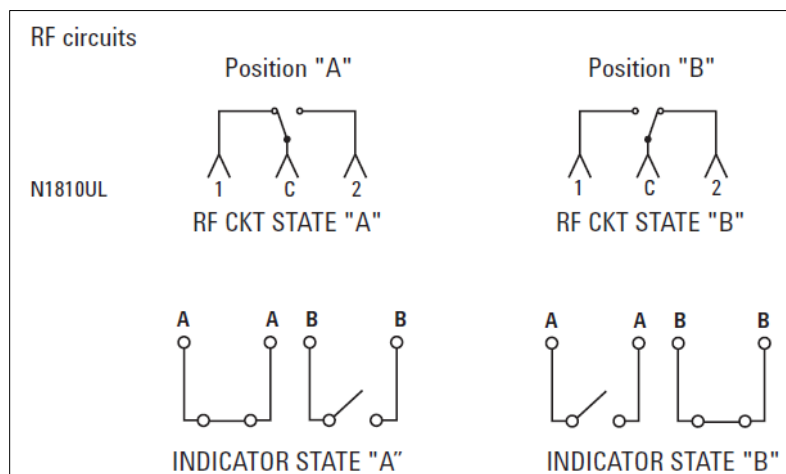 RF circuits
Position "A" Position "B"
N1810UL
1 C 2 1 C 2
RF CKT STATE "A" RF CKT STATE "B"
A A B B A A B B
INDICATOR STATE "A” INDICATOR STATE "B"